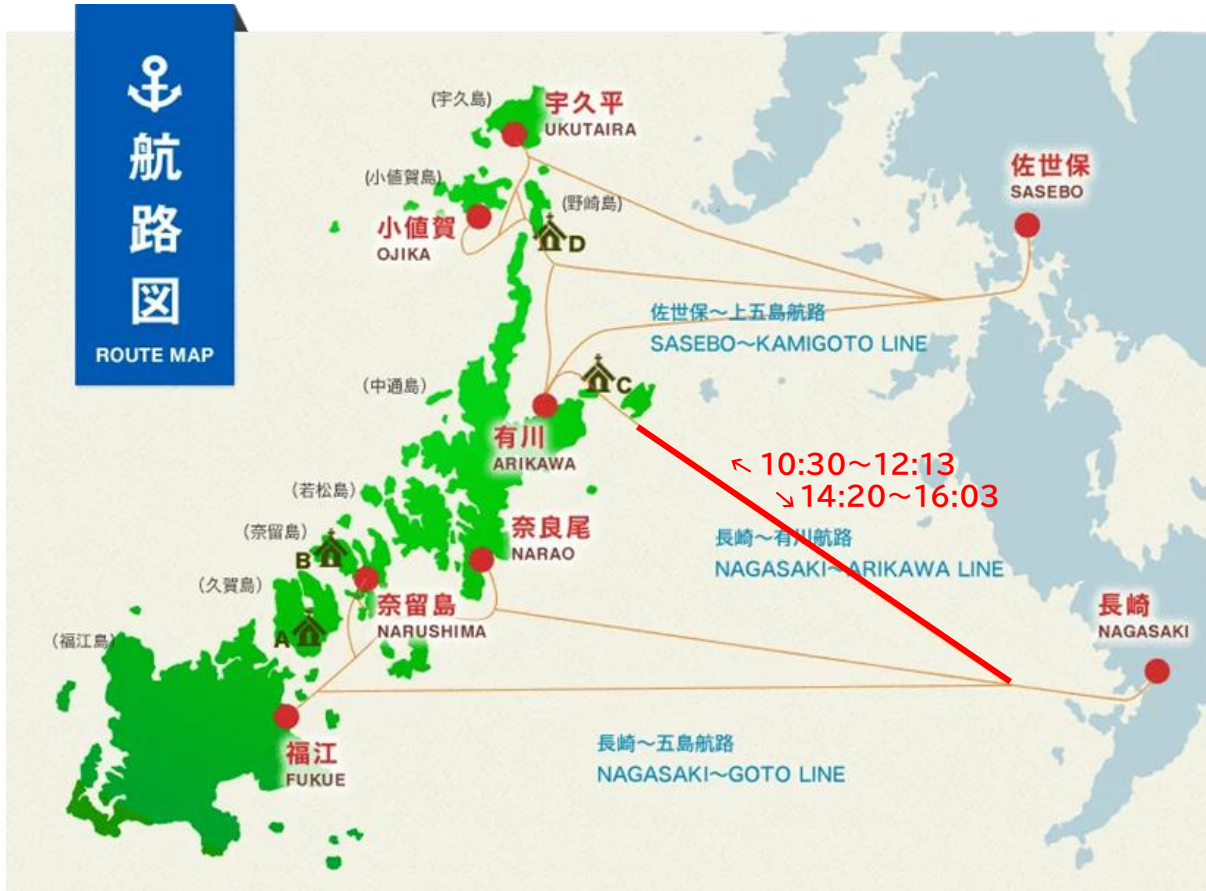 航路図
ROUTE MAP
(宇久島)
宇久平
UKUTAIRA
(小値賀島)
小値賀
OJIKA
(野崎島)
D
佐世保
SASEBO
佐世保〜上五島航路
SASEBO〜KAMIGOTO LINE
(中通島)
C
有川
ARIKAWA
↖ 10:30〜12:13
↘ 14:20〜16:03
長崎〜有川航路
NAGASAKI〜ARIKAWA LINE
(若松島)
(奈留島)
B
奈良尾
NARAO
(久賀島)
奈留島
NARUSHIMA
A
長崎
NAGASAKI
(福江島)
福江
FUKUE
長崎〜五島航路
NAGASAKI〜GOTO LINE